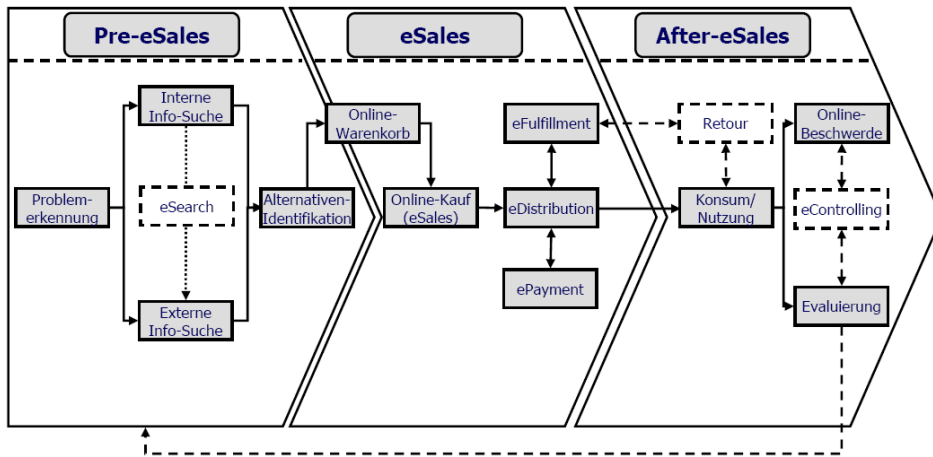 Pre-eSales
eSales
After-eSales
Interne
Info-Suche
Problem-
erkennung
eSearch
Externe
Info-Suche
Alternativen-
Identifikation
Online-
Warenkorb
Online-Kauf
(eSales)
eFulfillment
eDistribution
ePayment
Retour
Konsum/
Nutzung
Online-
Beschwerde
eControlling
Evaluierung